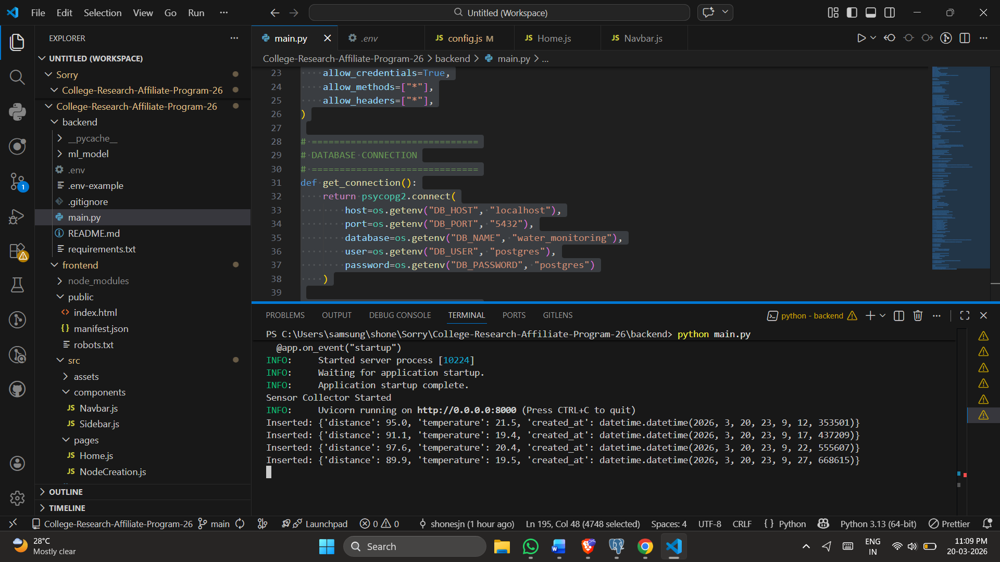 File Edit Selection View Go Run ···
Untitled (Workspace)
EXPLORER
UNTITLED (WORKSPACE)
Sorry
College-Research-Affiliate-Program-26
College-Research-Affiliate-Program-26
backend
__pycache__
ml_model
.env
.env-example
.gitignore
main.py
README.md
requirements.txt
frontend
node_modules
public
index.html
manifest.json
robots.txt
src
assets
components
JS Navbar.js
JS Sidebar.js
pages
JS Home.js
JS NodeCreation.js
OUTLINE
TIMELINE
main.py .env JS config.js M JS Home.js JS Navbar.js
College-Research-Affiliate-Program-26 > backend > main.py > ...
23 allow_credentials=True,
24 allow_methods=["*"],
25 allow_headers=["*"],
26 )
27
28 # ==============================
29 # DATABASE CONNECTION
30 # ==============================
31 def get_connection():
32 return psycopg2.connect(
33 host=os.getenv("DB_HOST", "localhost"),
34 port=os.getenv("DB_PORT", "5432"),
35 database=os.getenv("DB_NAME", "water_monitoring"),
36 user=os.getenv("DB_USER", "postgres"),
37 password=os.getenv("DB_PASSWORD", "postgres")
38 )
39
PROBLEMS OUTPUT DEBUG CONSOLE TERMINAL PORTS GITLENS
python - backend
PS C:\Users\samsung\shone\Sorry\College-Research-Affiliate-Program-26\backend> python main.py
@app.on_event("startup")
INFO: Started server process [10224]
INFO: Waiting for application startup.
INFO: Application startup complete.
Sensor Collector Started
INFO: Uvicorn running on http://0.0.0.0:8000 (Press CTRL+C to quit)
Inserted: {'distance': 95.0, 'temperature': 21.5, 'created_at': datetime.datetime(2026, 3, 20, 23, 9, 12, 353501)}
Inserted: {'distance': 91.1, 'temperature': 19.4, 'created_at': datetime.datetime(2026, 3, 20, 23, 9, 17, 437209)}
Inserted: {'distance': 97.6, 'temperature': 20.4, 'created_at': datetime.datetime(2026, 3, 20, 23, 9, 22, 555607)}
Inserted: {'distance': 89.9, 'temperature': 19.5, 'created_at': datetime.datetime(2026, 3, 20, 23, 9, 27, 668615)}
College-Research-Affiliate-Program-26 main Launchpad 0 0 shonesjn (1 hour ago) Ln 195, Col 48 (4748 selected) Spaces: 4 UTF-8 CRLF {} Python Python 3.13 (64-bit) Prettier
28°C
Mostly clear
Search
ENG
IN
11:09 PM
20-03-2026